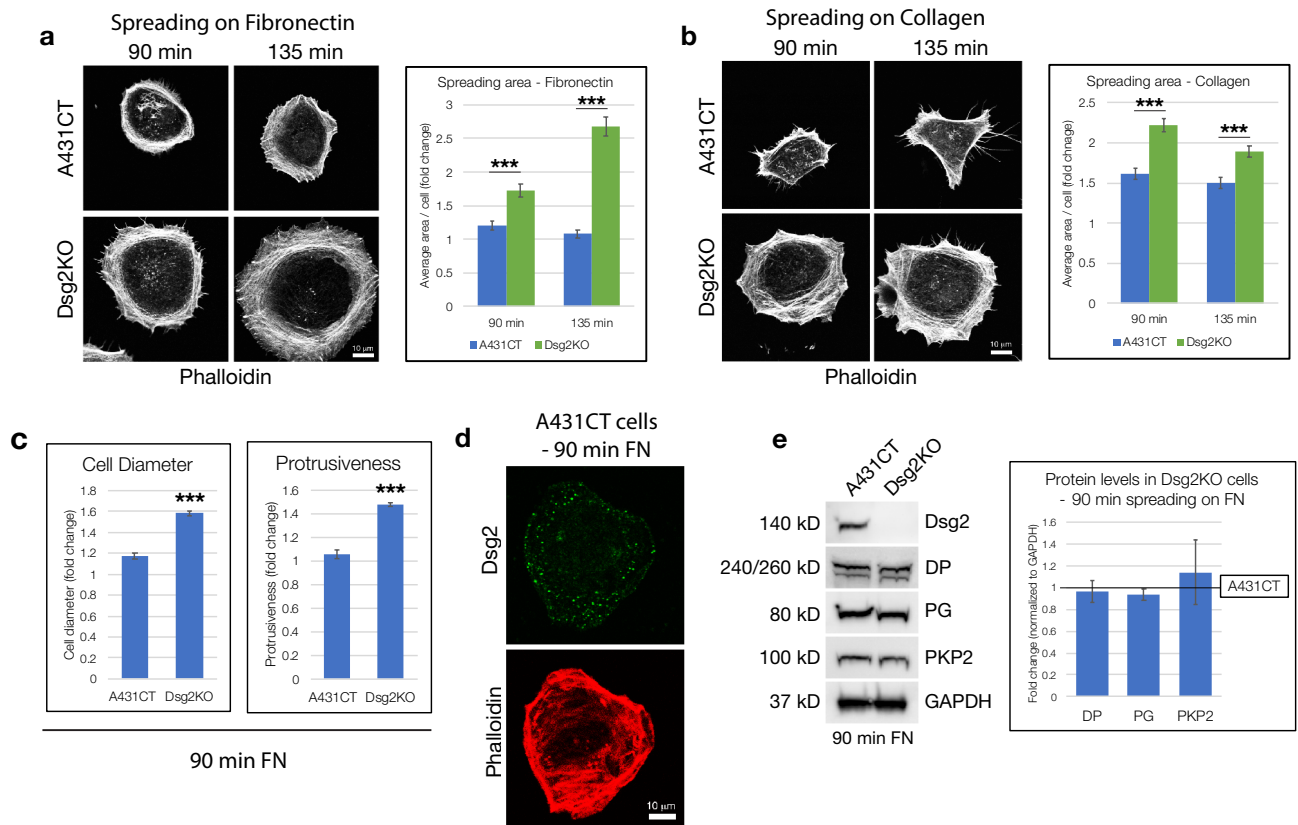 a
Spreading on Fibronectin
90 min
135 min
A431CT
Dsg2KO
10 µm
Phalloidin
Spreading area - Fibronectin
Average area / cell (fold change)
3
2.5
2
1.5
1
0.5
0
***
***
90 min
135 min
A431CT
Dsg2KO
b
Spreading on Collagen
90 min
135 min
A431CT
Dsg2KO
10 µm
Phalloidin
Spreading area - Collagen
Average area / cell (fold chnage)
2.5
2
1.5
1
0.5
0
***
***
90 min
135 min
A431CT
Dsg2KO
c
Cell Diameter
Cell diameter (fold change)
1.8
1.6
1.4
1.2
1
0.8
0.6
0.4
0.2
0
***
A431CT
Dsg2KO
Protrusiveness
Protrusiveness (fold change)
1.6
1.4
1.2
1
0.8
0.6
0.4
0.2
0
***
A431CT
Dsg2KO
90 min FN
d
A431CT cells
- 90 min FN
Dsg2
Phalloidin
10 µm
e
A431CT
Dsg2KO
140 kD
Dsg2
240/260 kD
DP
80 kD
PG
100 kD
PKP2
37 kD
GAPDH
90 min FN
Protein levels in Dsg2KO cells
- 90 min spreading on FN
Fold change (normalized to GAPDH)
1.6
1.4
1.2
1
0.8
0.6
0.4
0.2
0
A431CT
DP
PG
PKP2